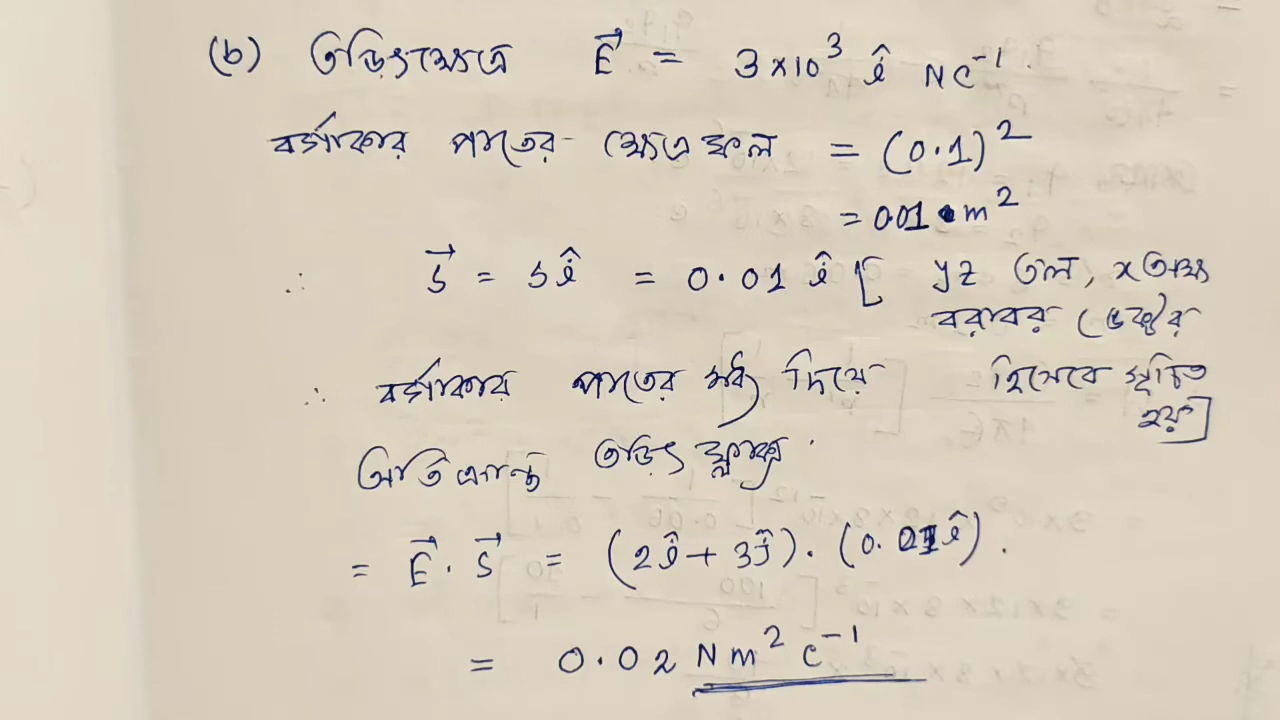 (b) তড়িৎক্ষেত্র E⃗ = 3×10³ î NC⁻¹.
বর্গাকার পাতের ক্ষেত্রফল = (0.1)²
= 0.01 m²
∴ S⃗ = Sî = 0.01 î [ yz তল, x অক্ষ
বরাবর ভেক্টর
∴ বর্গাকার পাতের মধ্য দিয়ে হিসেবে সূচিত
হয়]
অতিক্রান্ত তড়িৎ ফ্লাক্স
= E⃗ . S⃗ = (2î + 3ĵ) . (0.01î).
= 0.02 Nm² C⁻¹